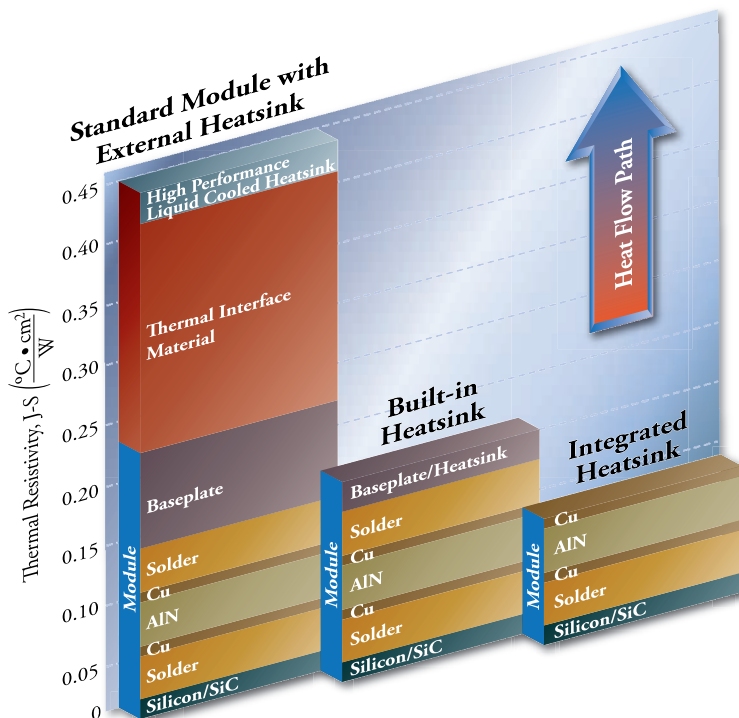 Standard Module with
External Heatsink
0.45
0.40
0.35
0.30
0.25
0.20
0.15
0.10
0.05
0
Thermal Resistivity, J-S (ºC • cm² / W)
High Performance
Liquid Cooled Heatsink
Thermal Interface
Material
Baseplate
Solder
Cu
AlN
Cu
Solder
Silicon/SiC
Module
Built-in
Heatsink
Baseplate/Heatsink
Solder
Cu
AlN
Cu
Solder
Silicon/SiC
Module
Integrated
Heatsink
Cu
AlN
Cu
Solder
Silicon/SiC
Module
Heat Flow Path